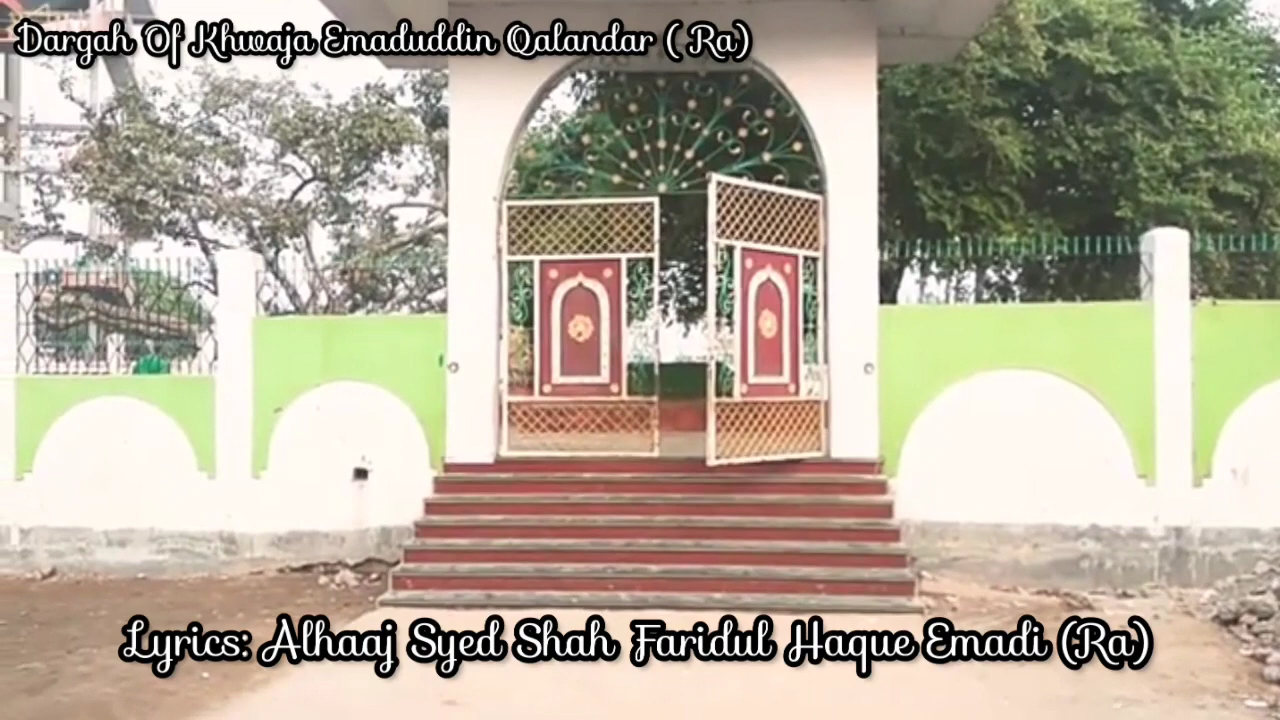 Dargah Of Khwaja Emaduddin Qalandar ( Ra)
Lyrics: Alhaaj Syed Shah Faridul Haque Emadi (Ra)